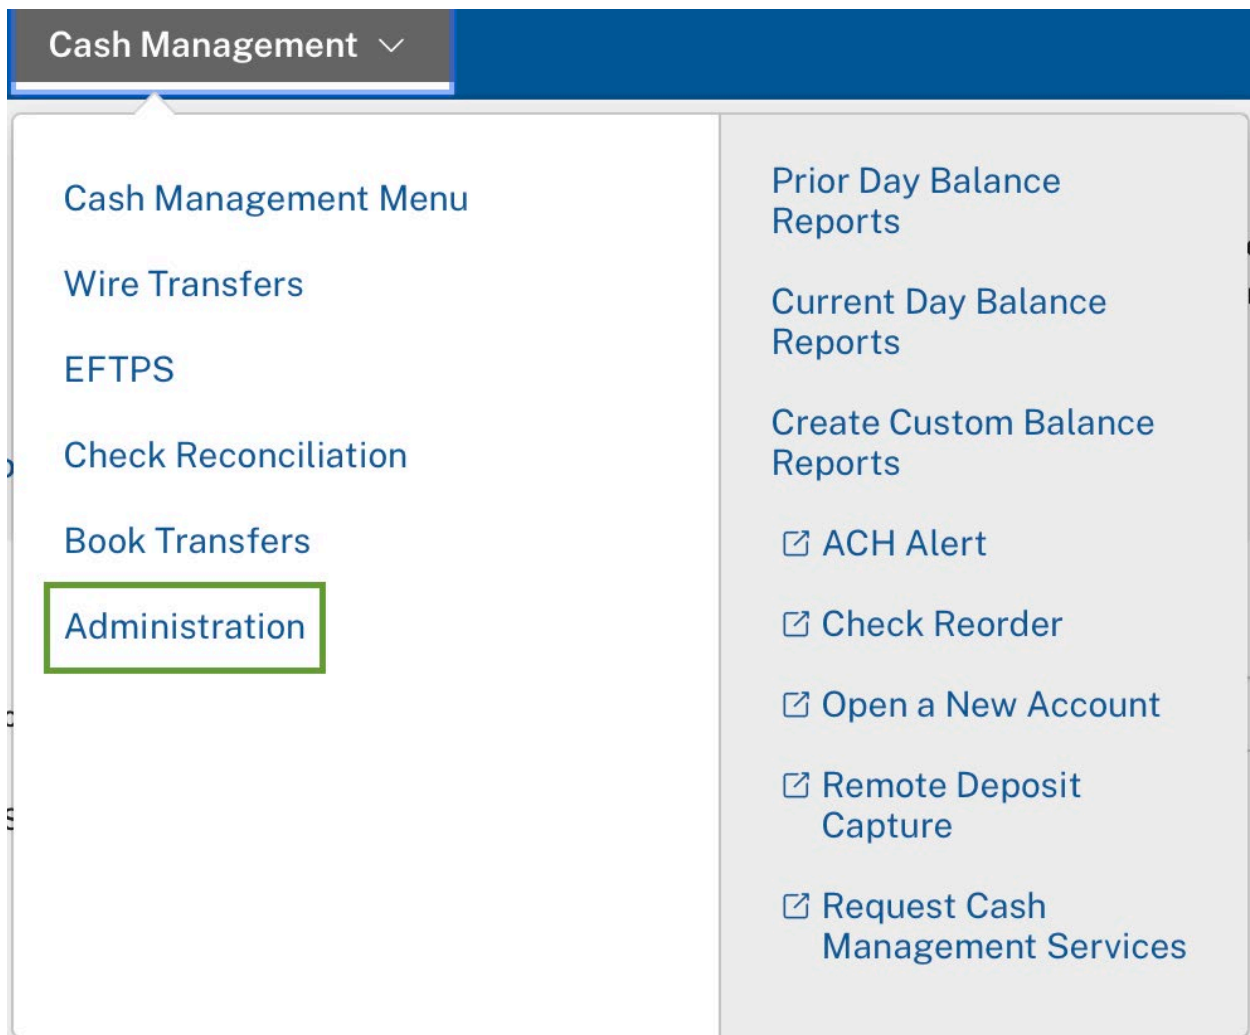 Cash Management
Cash Management Menu
Wire Transfers
EFTPS
Check Reconciliation
Book Transfers
Administration
Prior Day Balance
Reports
Current Day Balance
Reports
Create Custom Balance
Reports
ACH Alert
Check Reorder
Open a New Account
Remote Deposit
Capture
Request Cash
Management Services